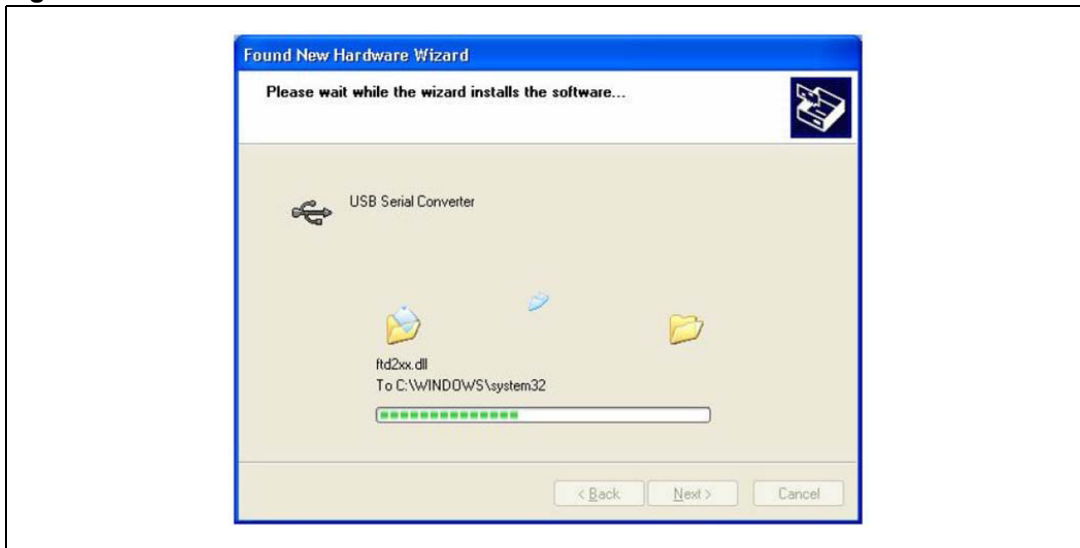 Found New Hardware Wizard
Please wait while the wizard installs the software...
USB Serial Converter
ftd2xx.dll
To C:\WINDOWS\system32
< Back
Next >
Cancel